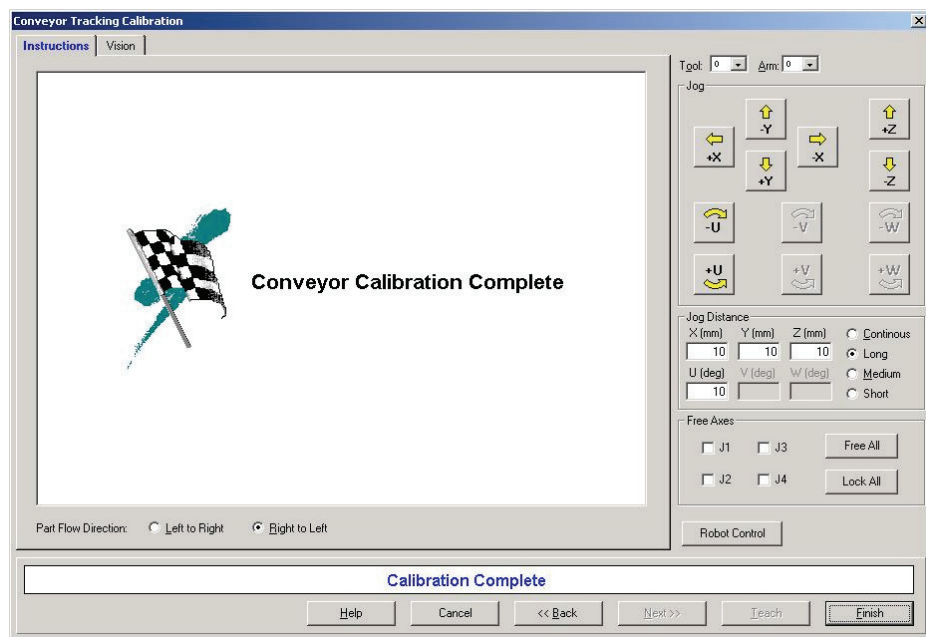 Conveyor Tracking Calibration
Instructions Vision
Tool: 0 Arm: 0
Jog
-Y +Z
+X -X
+Y -Z
-U -V -W
+U +V +W
Conveyor Calibration Complete
Jog Distance
X (mm) Y (mm) Z (mm) Continous
10 10 10 Long
U (deg) V (deg) W (deg) Medium
10 Short
Free Axes
J1 J3 Free All
J2 J4 Lock All
Part Flow Direction: Left to Right Right to Left
Robot Control
Calibration Complete
Help Cancel << Back Next >> Teach Finish